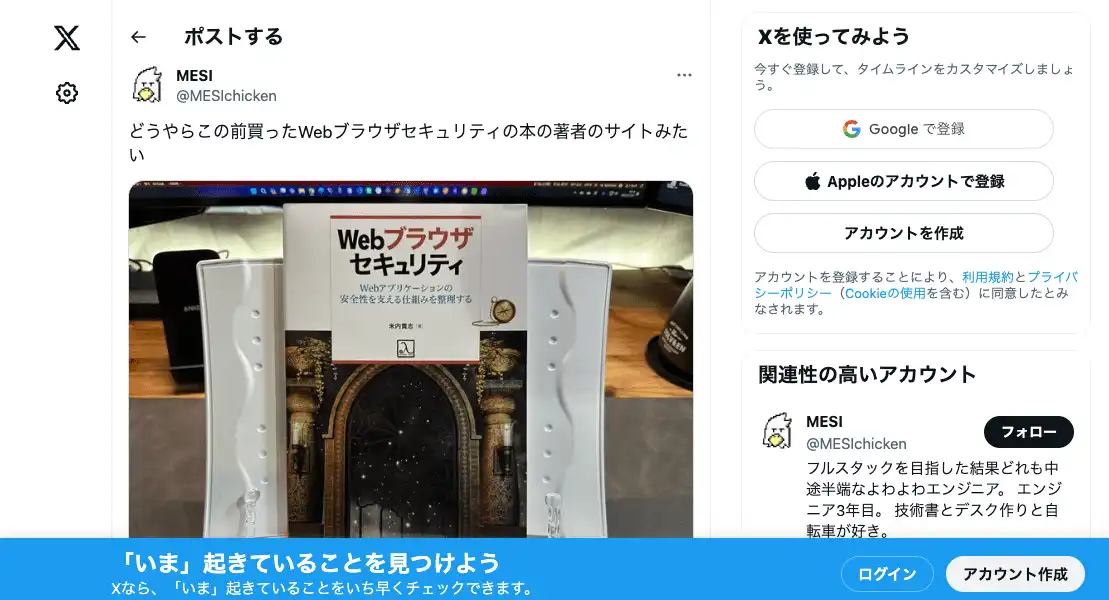 ポストする
MESI
@MESIchicken
どうやらこの前買ったWebブラウザセキュリティの本の著者のサイトみた
い
Webブラウザ
セキュリティ
Webアプリケーションの
安全性を支える仕組みを整理する
米内貴志 著
Xを使ってみよう
今すぐ登録して、タイムラインをカスタマイズしましょ
う。
Google で登録
Appleのアカウントで登録
アカウントを作成
アカウントを登録することにより、利用規約とプライバ
シーポリシー（Cookieの使用を含む）に同意したとみ
なされます。
関連性の高いアカウント
MESI
@MESIchicken
フォロー
フルスタックを目指した結果どれも中
途半端なよわよわエンジニア。 エンジ
ニア3年目。 技術書とデスク作りと自
転車が好き。
「いま」起きていることを見つけよう
Xなら、「いま」起きていることをいち早くチェックできます。
ログイン
アカウント作成